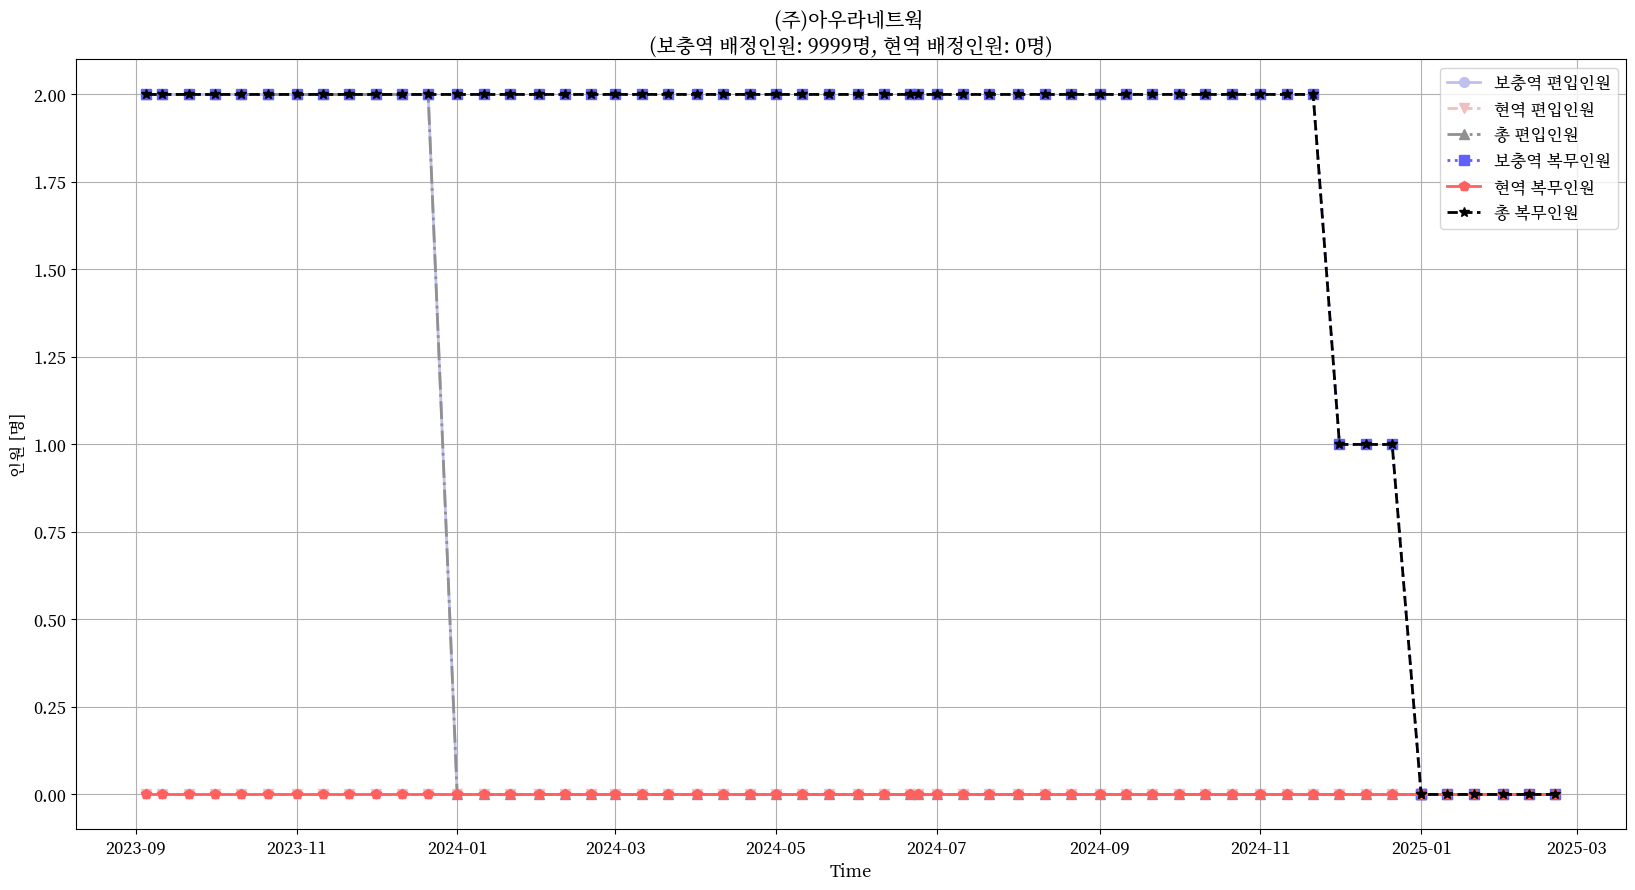 (주)아우라네트웍
(보충역 배정인원: 9999명, 현역 배정인원: 0명)
보충역 편입인원
현역 편입인원
총 편입인원
보충역 복무인원
현역 복무인원
총 복무인원
2.00
1.75
1.50
1.25
1.00
0.75
0.50
0.25
0.00
인원 [명]
2023-09 2023-11 2024-01 2024-03 2024-05 2024-07 2024-09 2024-11 2025-01 2025-03
Time